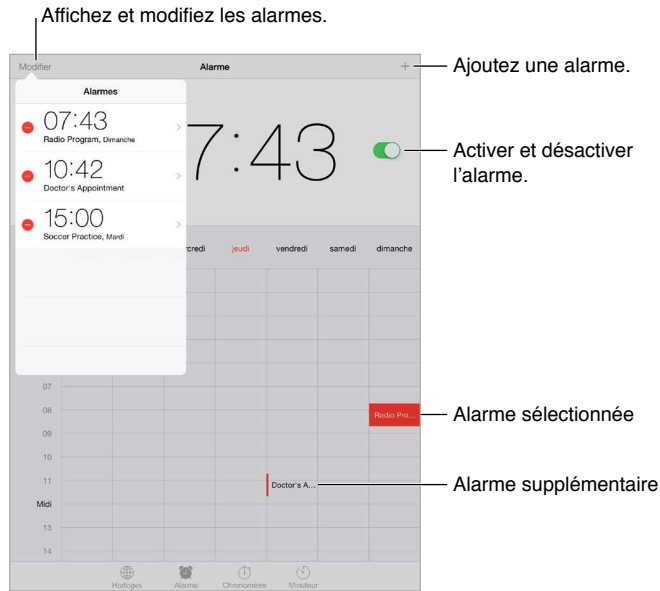 Affichez et modifiez les alarmes.
Modifier
Alarme
Ajoutez une alarme.
Alarmes
07:43
Radio Program, Dimanche
10:42
Doctor's Appointment
15:00
Soccer Practice, Mardi
7:43
Activer et désactiver
l'alarme.
rcredi jeudi vendredi samedi dimanche
07
08
Radio Pro...
Alarme sélectionnée
09
10
11
Doctor's A...
Alarme supplémentaire
Midi
13
14
Horloges Alarme Chronomètre Minuteur